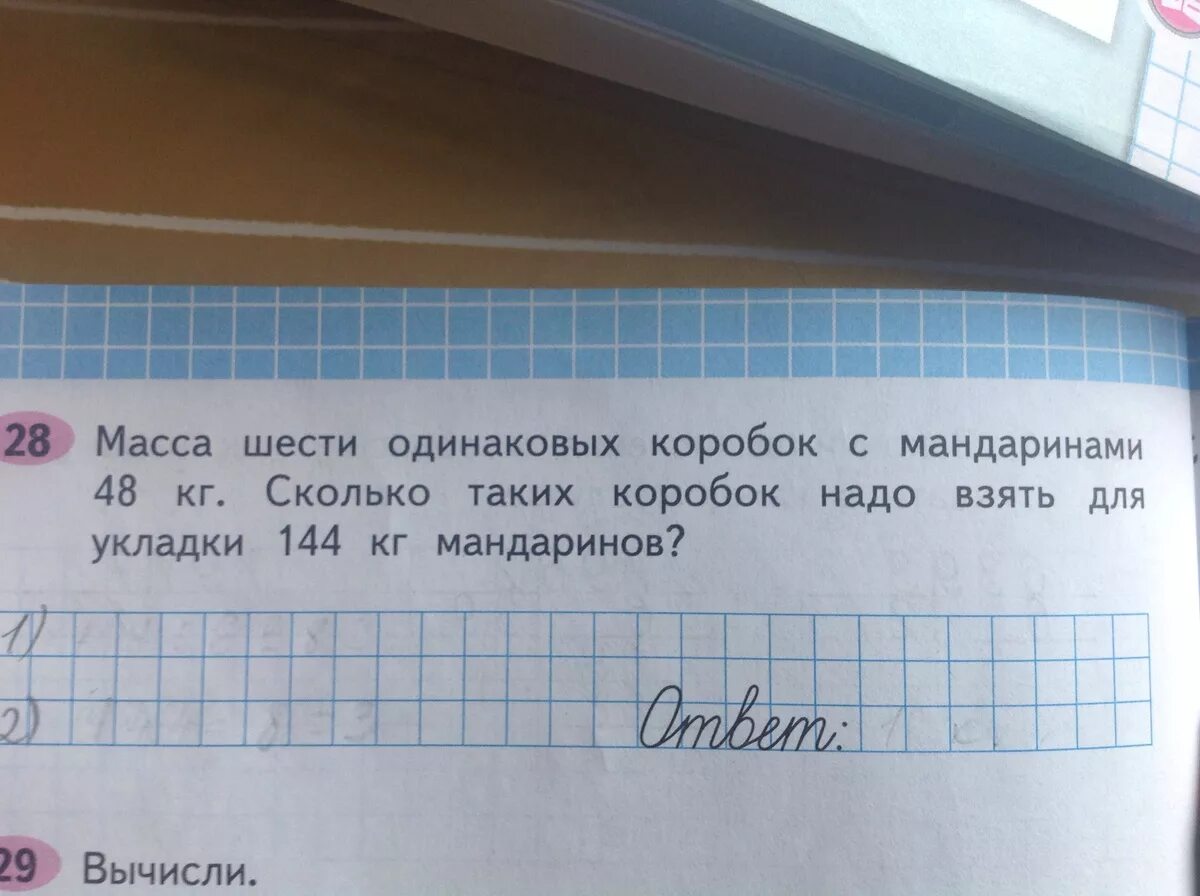 28 Масса шести одинаковых коробок с мандаринами
48 кг. Сколько таких коробок надо взять для
укладки 144 кг мандаринов?
1)
2)
Ответ:
29 Вычисли.